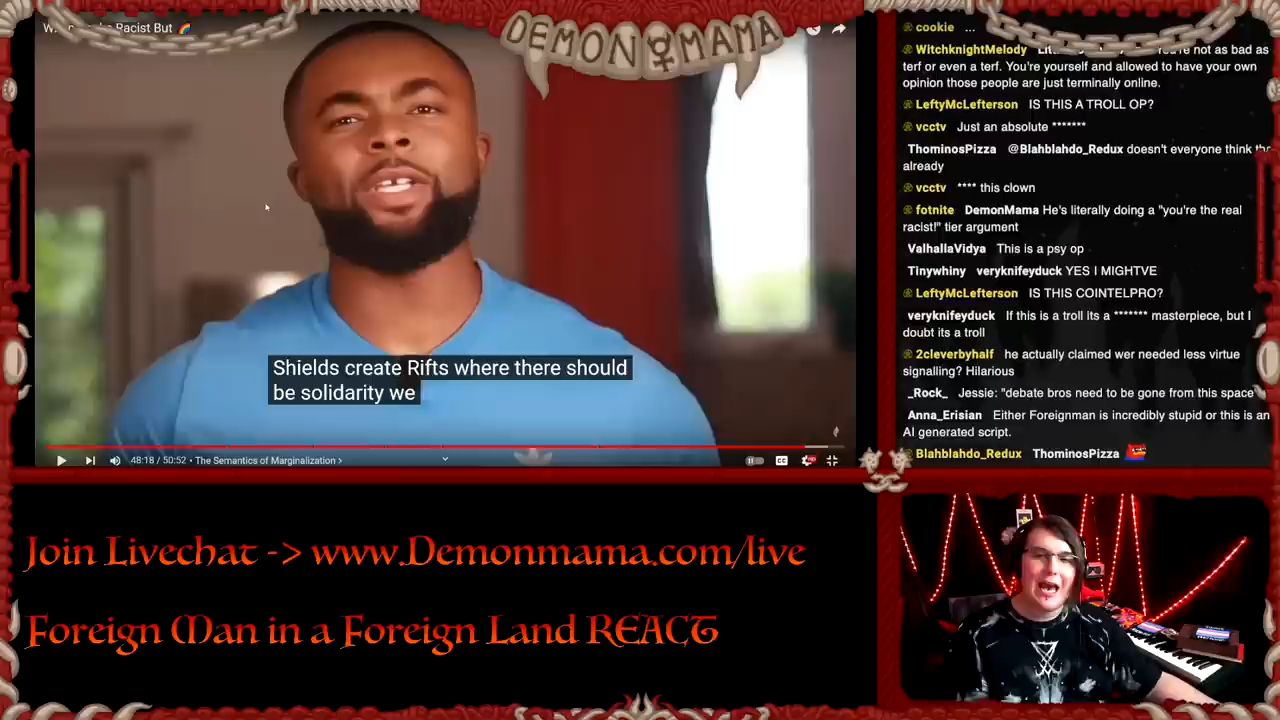 Racist But
DEMON MAMA
Shields create Rifts where there should
be solidarity we
48:18 / 50:52 • The Semantics of Marginalization >
CC
Join Livechat -> www.Demonmama.com/live
Foreign Man in a Foreign Land REACT
cookie ...
WitchknightMelody not as bad as
terf or even a terf. You're yourself and allowed to have your own
opinion those people are just terminally online.
LeftyMcLefterson IS THIS A TROLL OP?
vcctv Just an absolute *******
ThominosPizza @Blahblahdo_Redux doesn't everyone think
already
vcctv **** this clown
fotnite DemonMama He's literally doing a "you're the real
racist!" tier argument
ValhallaVidya This is a psy op
Tinywhiny veryknifeyduck YES I MIGHTVE
LeftyMcLefterson IS THIS COINTELPRO?
veryknifeyduck If this is a troll its a ******* masterpiece, but I
doubt its a troll
2cleverbyhalf he actually claimed wer needed less virtue
signalling? Hilarious
_Rock_ Jessie: "debate bros need to be gone from this space"
Anna_Erisian Either Foreignman is incredibly stupid or this is an
AI generated script.
Blahblahdo_Redux ThominosPizza